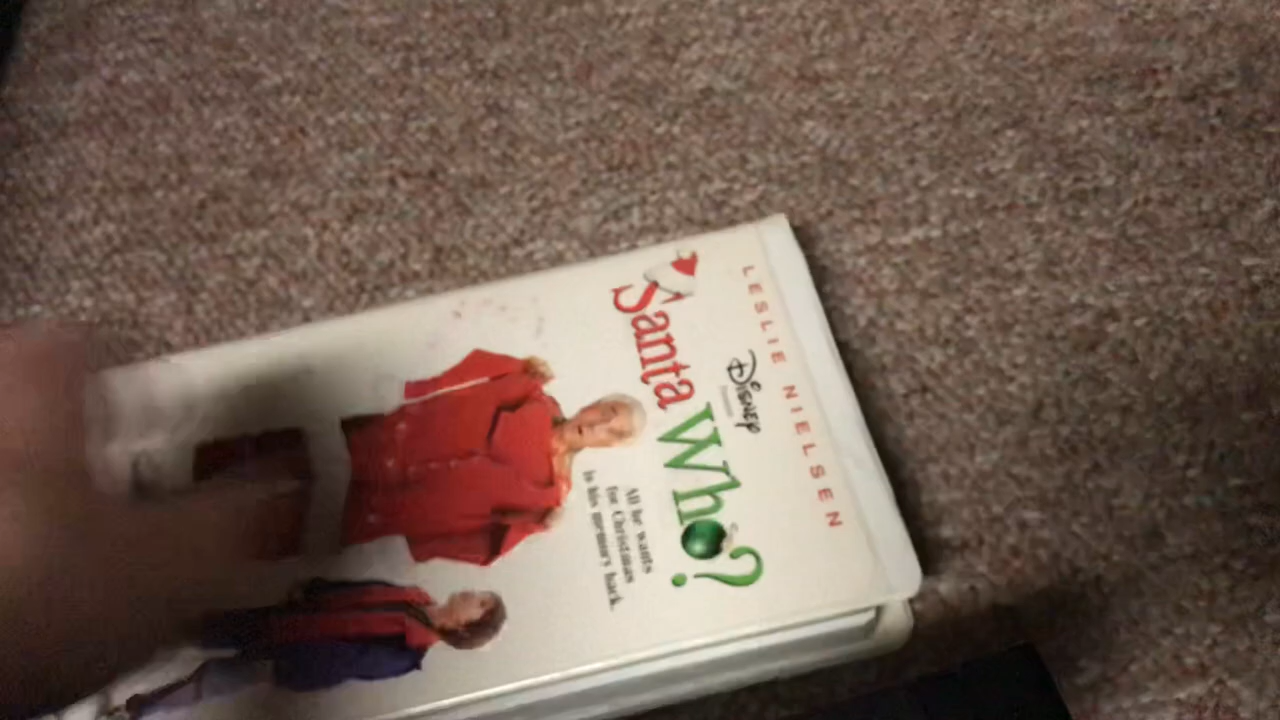 LESLIE NIELSEN
DISNEY
Santa Who?
All he wants
for Christmas
is his memory back.